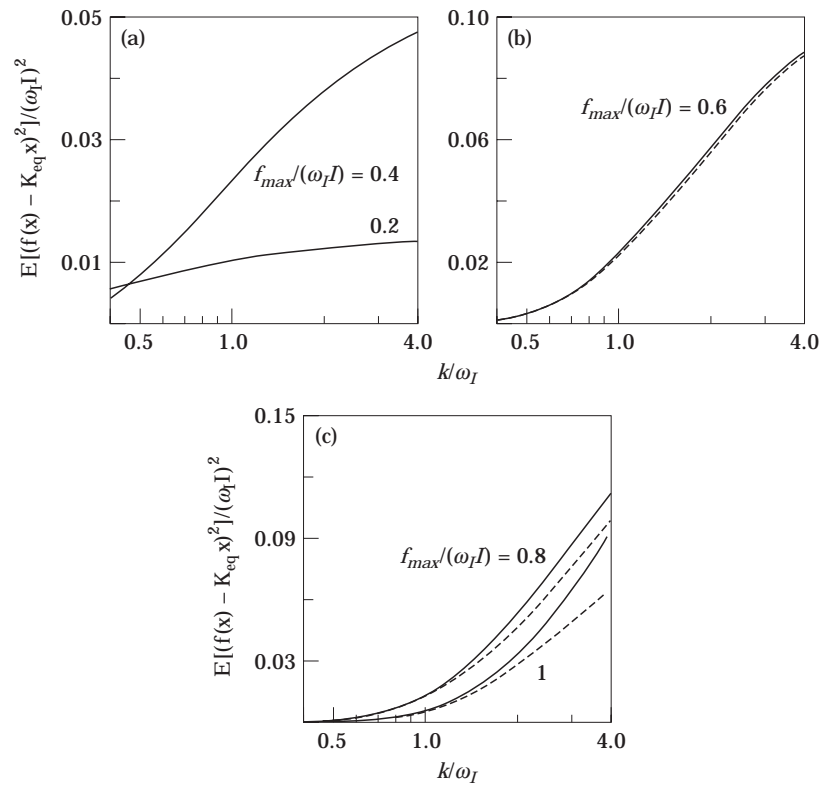 (a)
0.05
0.03
0.01
E[(f(x) − K_eq x)^2]/(ω_I I)^2
f_max/(ω_I I) = 0.4
0.2
0.5
1.0
4.0
k/ω_I
(b)
0.10
0.06
0.02
f_max/(ω_I I) = 0.6
0.5
1.0
4.0
k/ω_I
(c)
0.15
0.09
0.03
E[(f(x) − K_eq x)^2]/(ω_I I)^2
f_max/(ω_I I) = 0.8
1
0.5
1.0
4.0
k/ω_I